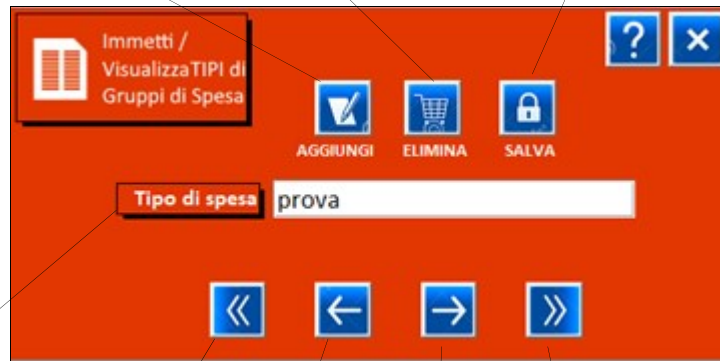 Immetti /
VisualizzaTIPI di
Gruppi di Spesa
?
×
AGGIUNGI ELIMINA SALVA
Tipo di spesa prova